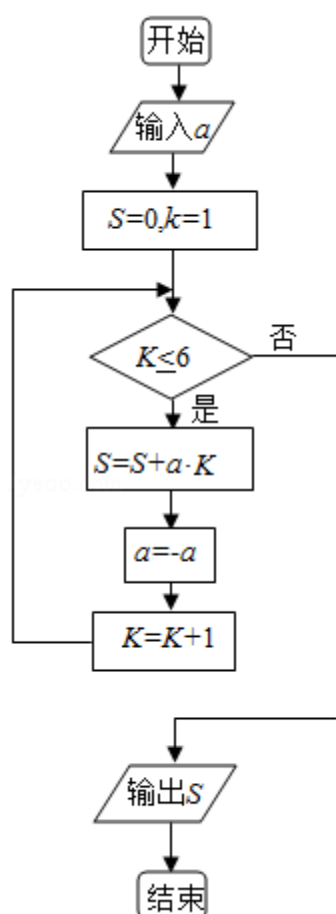 开始
输入a
S=0,k=1
K≤6
否
是
S=S+a·K
a=-a
K=K+1
输出S
结束